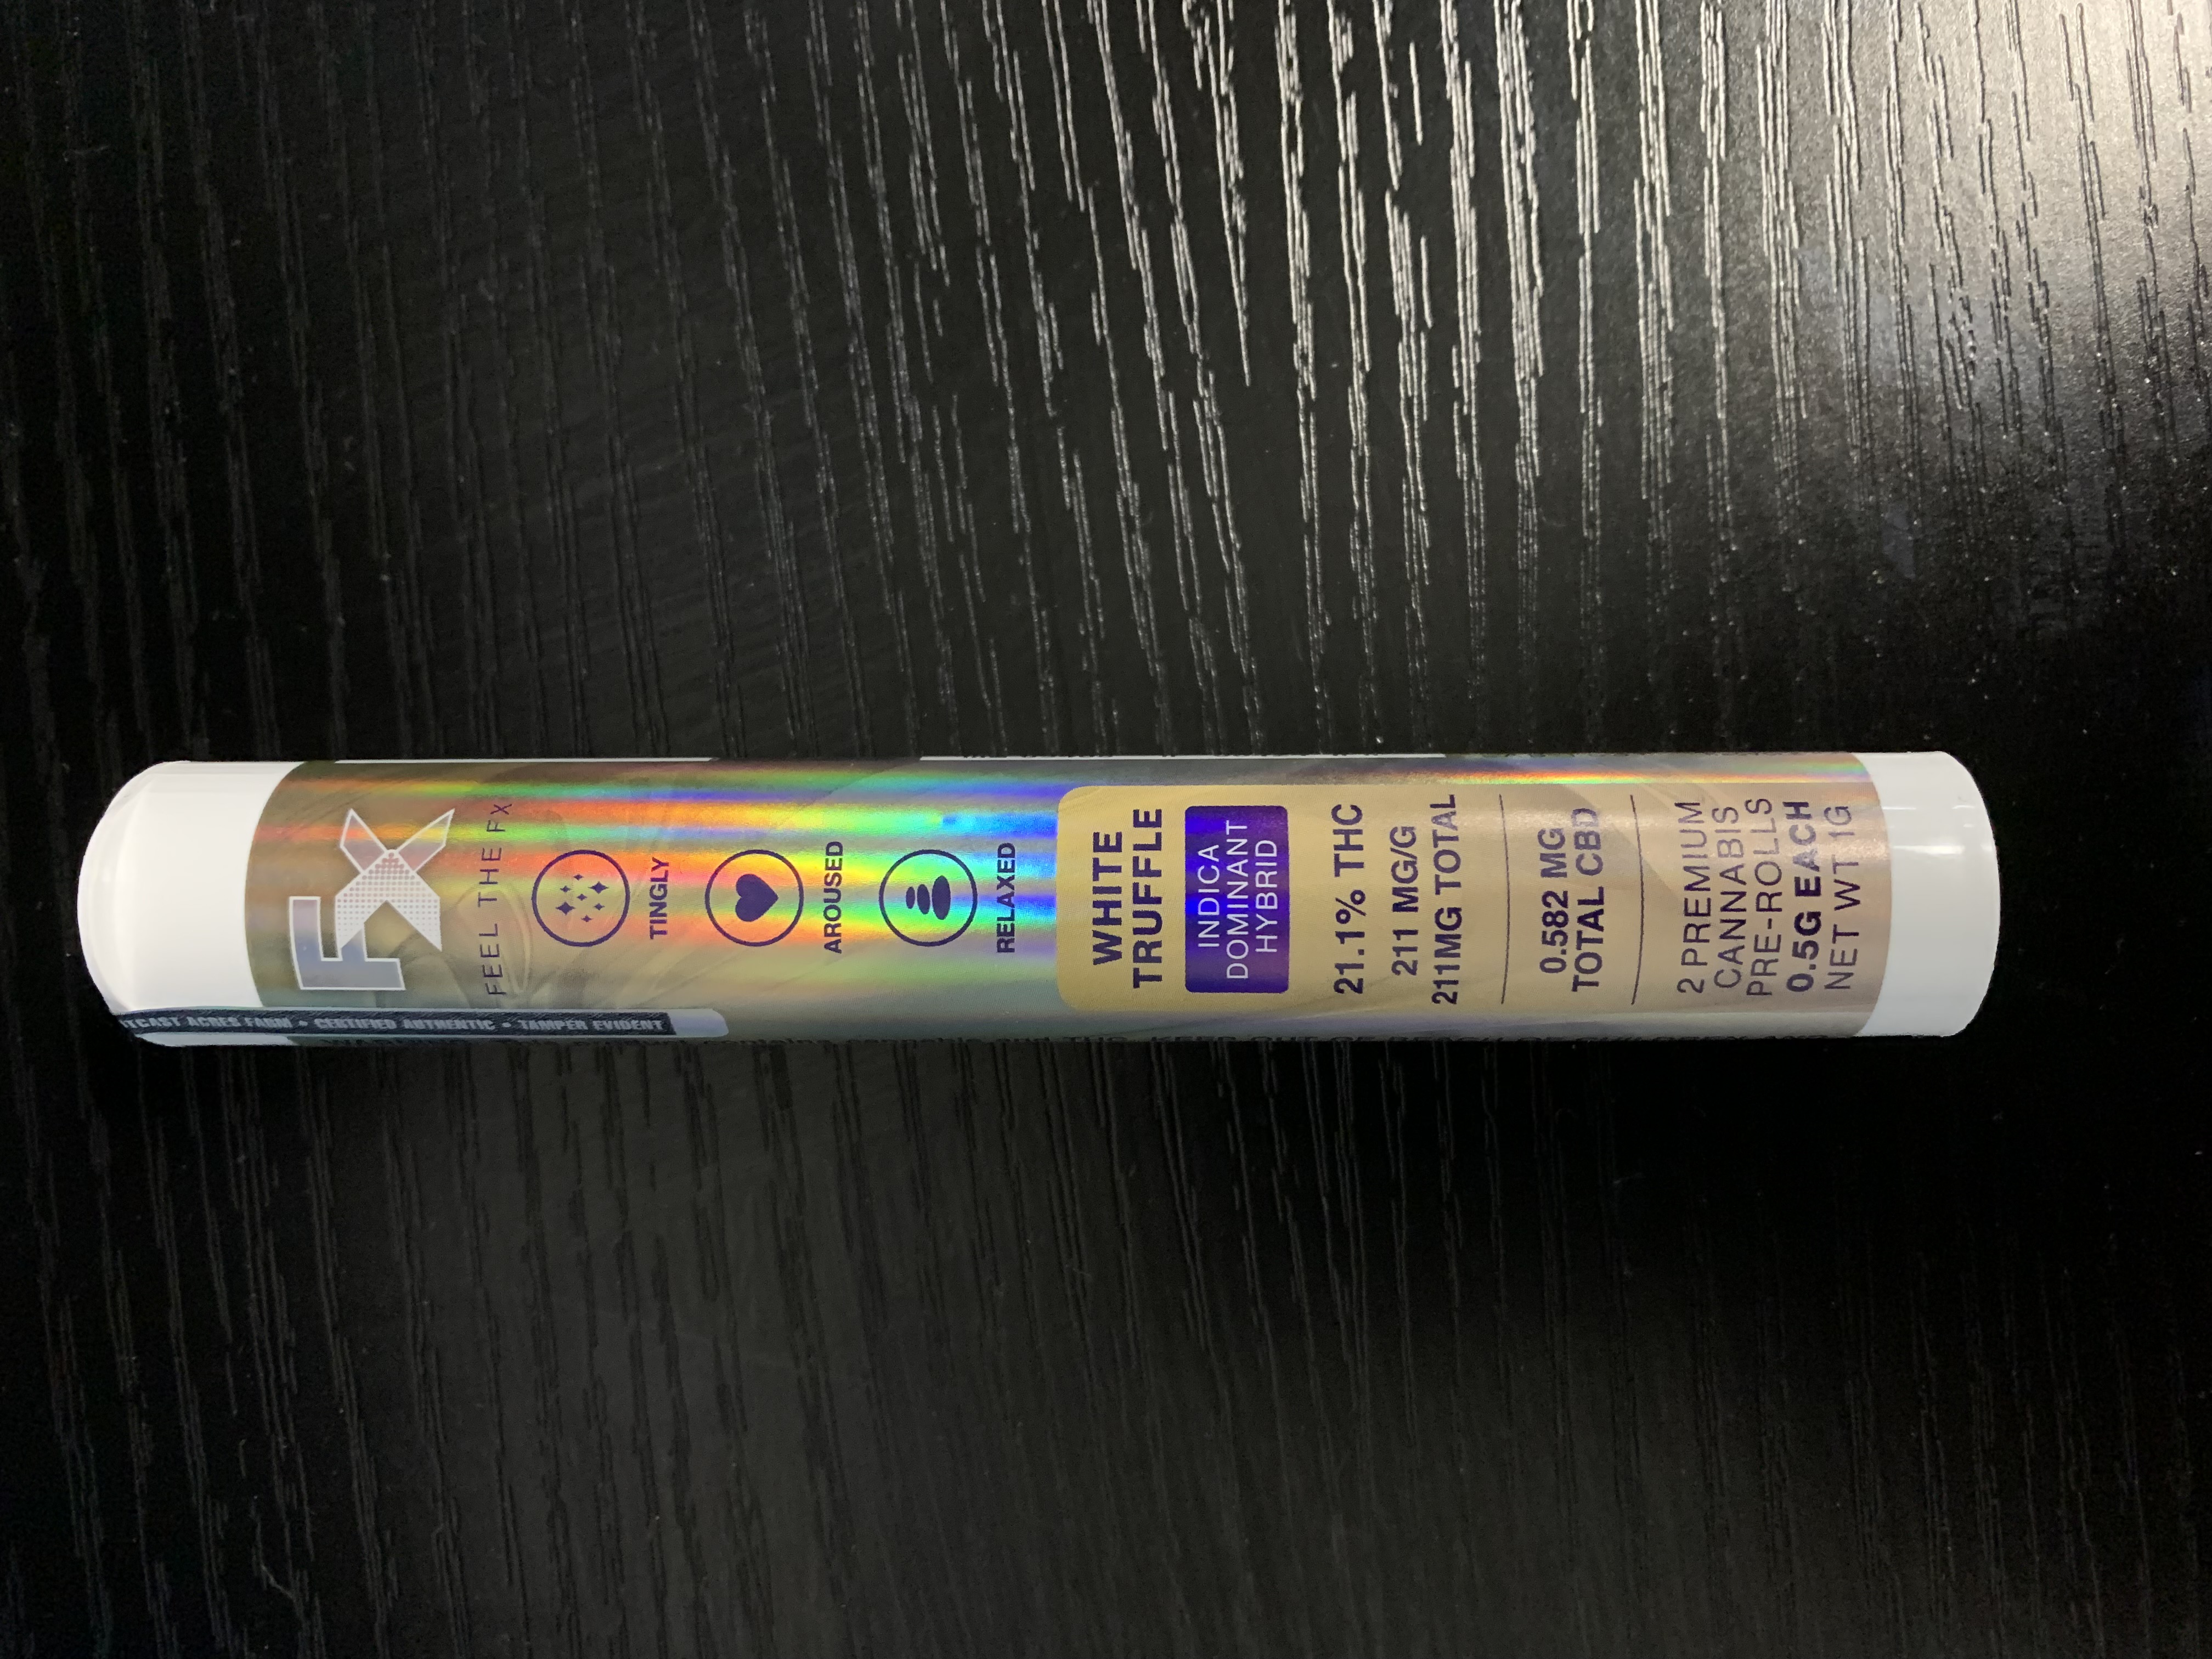 FX
FEEL THE FX
TINGLY
AROUSED
RELAXED
WHITE
TRUFFLE
INDICA
DOMINANT
HYBRID
21.1% THC
211 MG/G
211MG TOTAL
0.582 MG
TOTAL CBD
2 PREMIUM
CANNABIS
PRE-ROLLS
0.5G EACH
NET WT 1G
ACRES FARM • CERTIFIED AUTHENTIC • TAMPER EVIDENT